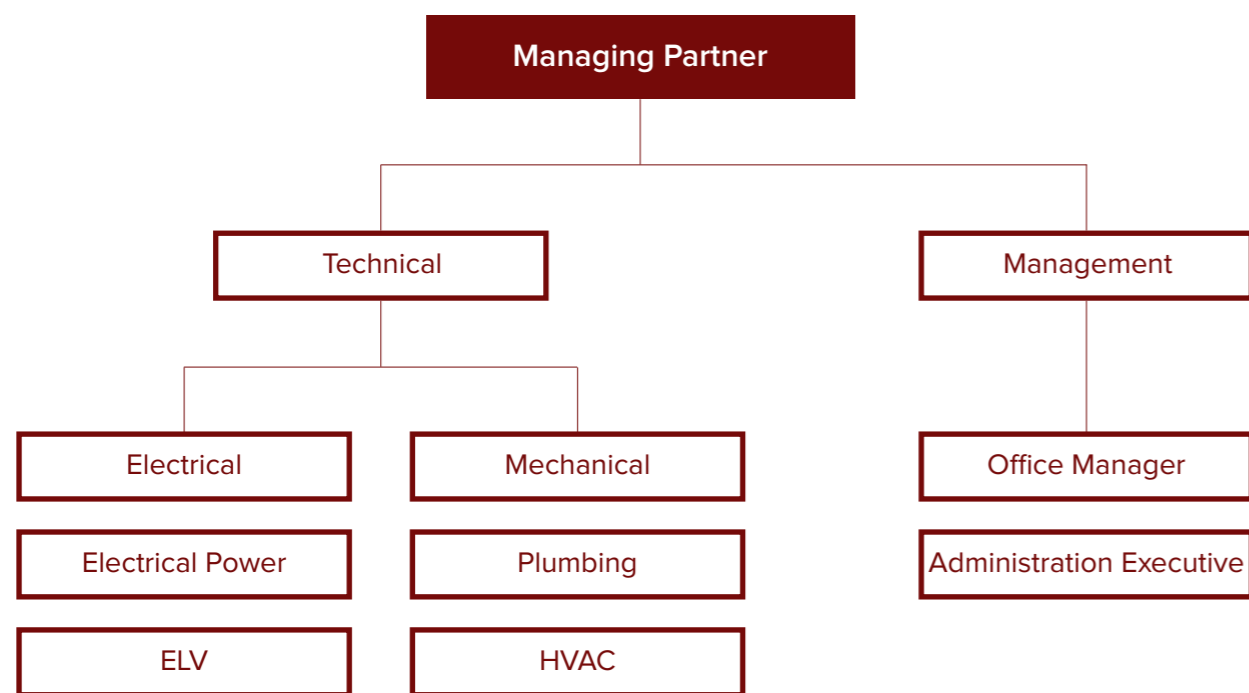 Managing Partner
Technical
Management
Electrical
Mechanical
Office Manager
Electrical Power
Plumbing
Administration Executive
ELV
HVAC